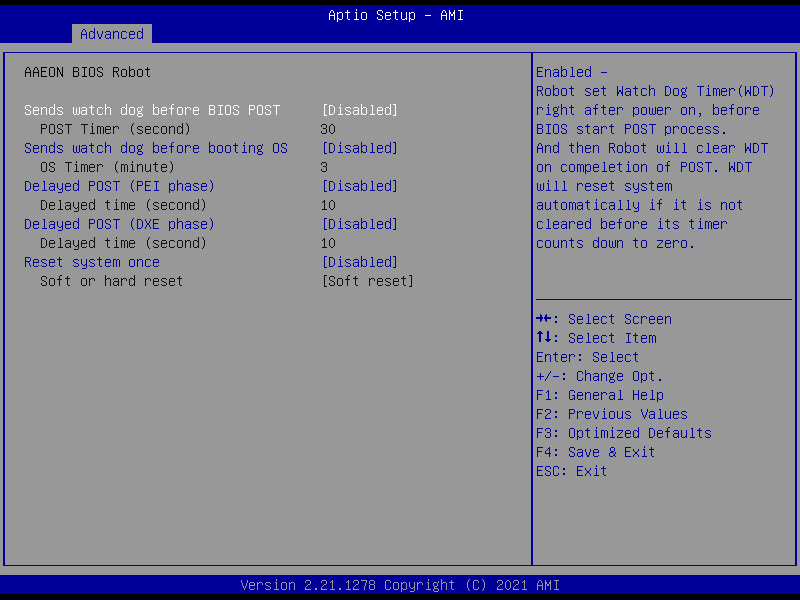 Aptio Setup – AMI
Advanced
AAEON BIOS Robot
Sends watch dog before BIOS POST [Disabled]
POST Timer (second) 30
Sends watch dog before booting OS [Disabled]
OS Timer (minute) 3
Delayed POST (PEI phase) [Disabled]
Delayed time (second) 10
Delayed POST (DXE phase) [Disabled]
Delayed time (second) 10
Reset system once [Disabled]
Soft or hard reset [Soft reset]
Enabled –
Robot set Watch Dog Timer(WDT)
right after power on, before
BIOS start POST process.
And then Robot will clear WDT
on compeletion of POST. WDT
will reset system
automatically if it is not
cleared before its timer
counts down to zero.
→←: Select Screen
↑↓: Select Item
Enter: Select
+/–: Change Opt.
F1: General Help
F2: Previous Values
F3: Optimized Defaults
F4: Save & Exit
ESC: Exit
Version 2.21.1278 Copyright (C) 2021 AMI